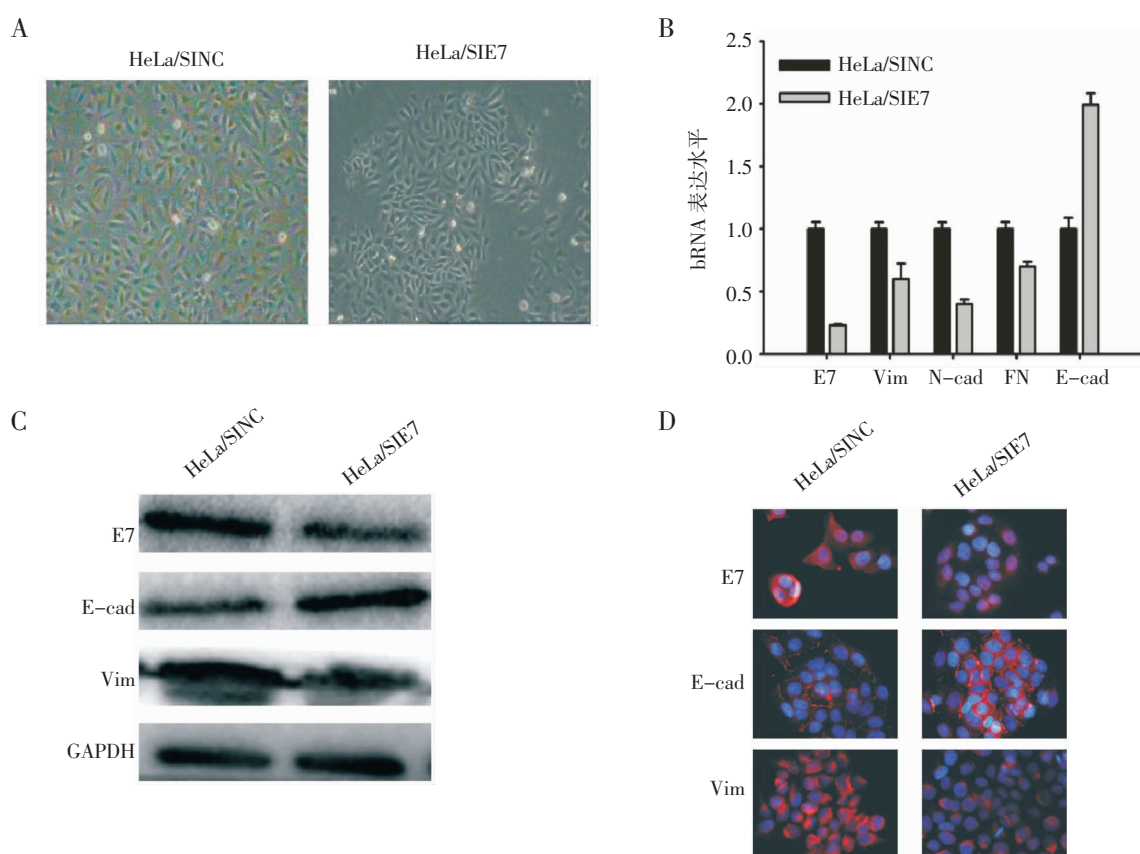 A
HeLa/SINC
HeLa/SIE7
B
2.5
2.0
1.5
1.0
0.5
0.0
bRNA 表达水平
HeLa/SINC
HeLa/SIE7
E7
Vim
N-cad
FN
E-cad
C
HeLa/SINC
HeLa/SIE7
E7
E-cad
Vim
GAPDH
D
HeLa/SINC
HeLa/SIE7
E7
E-cad
Vim